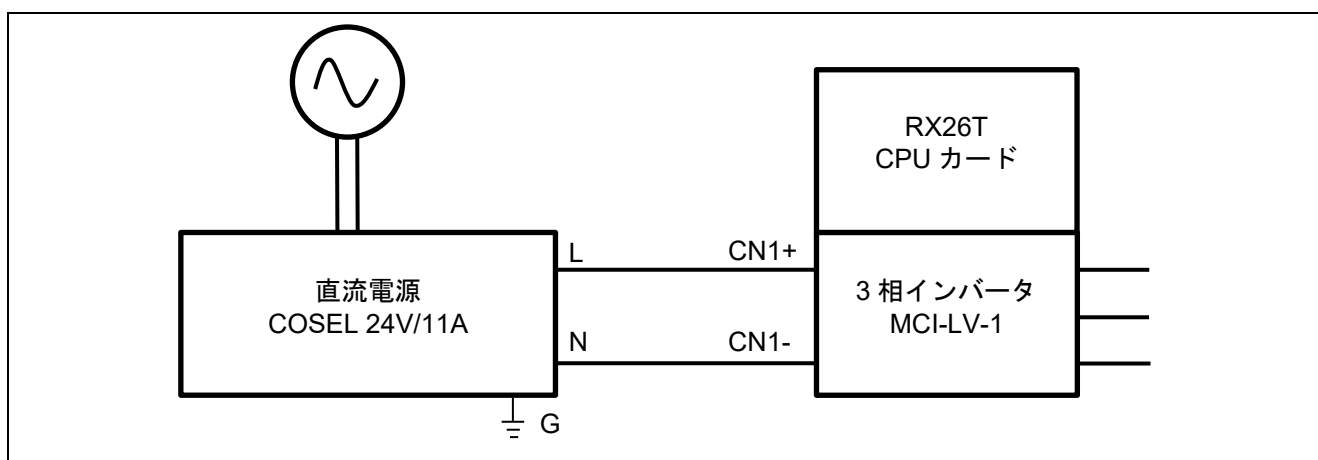 RX26T
CPU カード
L
CN1+
直流電源
COSEL 24V/11A
3 相インバータ
MCI-LV-1
N
CN1-
G